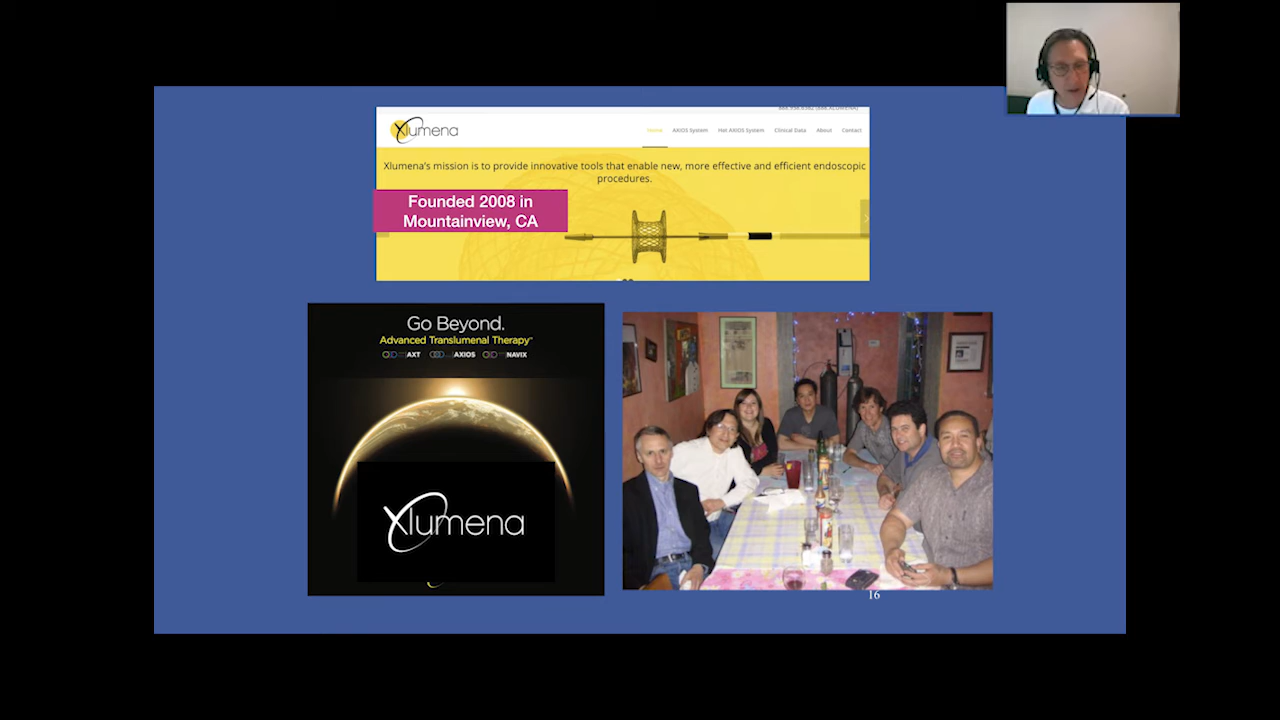 Xlumena
Home AXIOS System Hot AXIOS System Clinical Data About Contact
Xlumena's mission is to provide innovative tools that enable new, more effective and efficient endoscopic
procedures.
Founded 2008 in
Mountainview, CA
Go Beyond.
Advanced Translumenal Therapy™
AXT AXIOS NAVIX
Xlumena
16